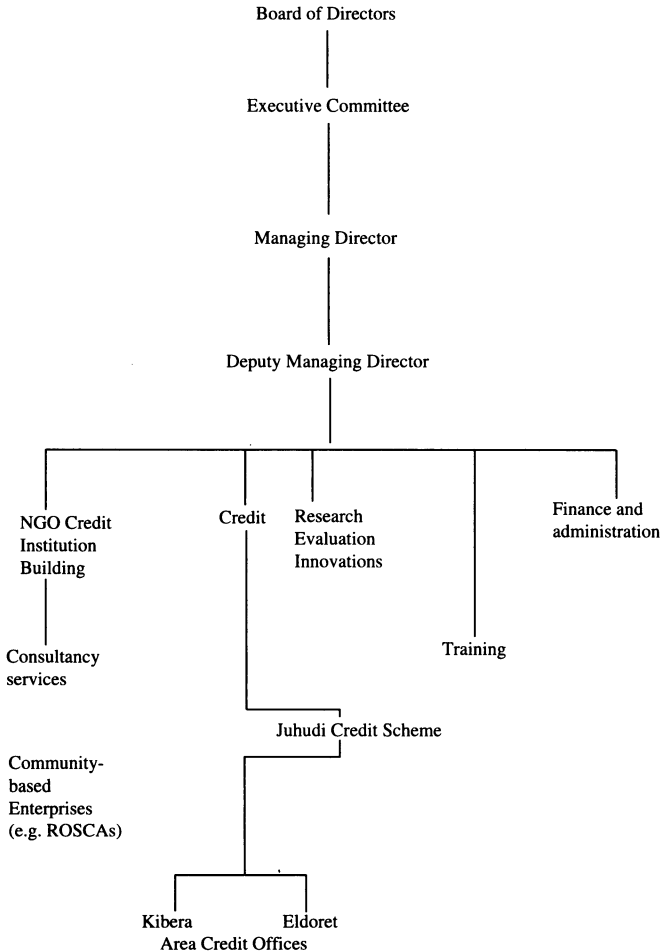 Board of Directors
Executive Committee
Managing Director
Deputy Managing Director
NGO Credit
Institution
Building
Credit
Research
Evaluation
Innovations
Finance and
administration
Consultancy
services
Training
Juhudi Credit Scheme
Community-
based
Enterprises
(e.g. ROSCAs)
Kibera
Eldoret
Area Credit Offices